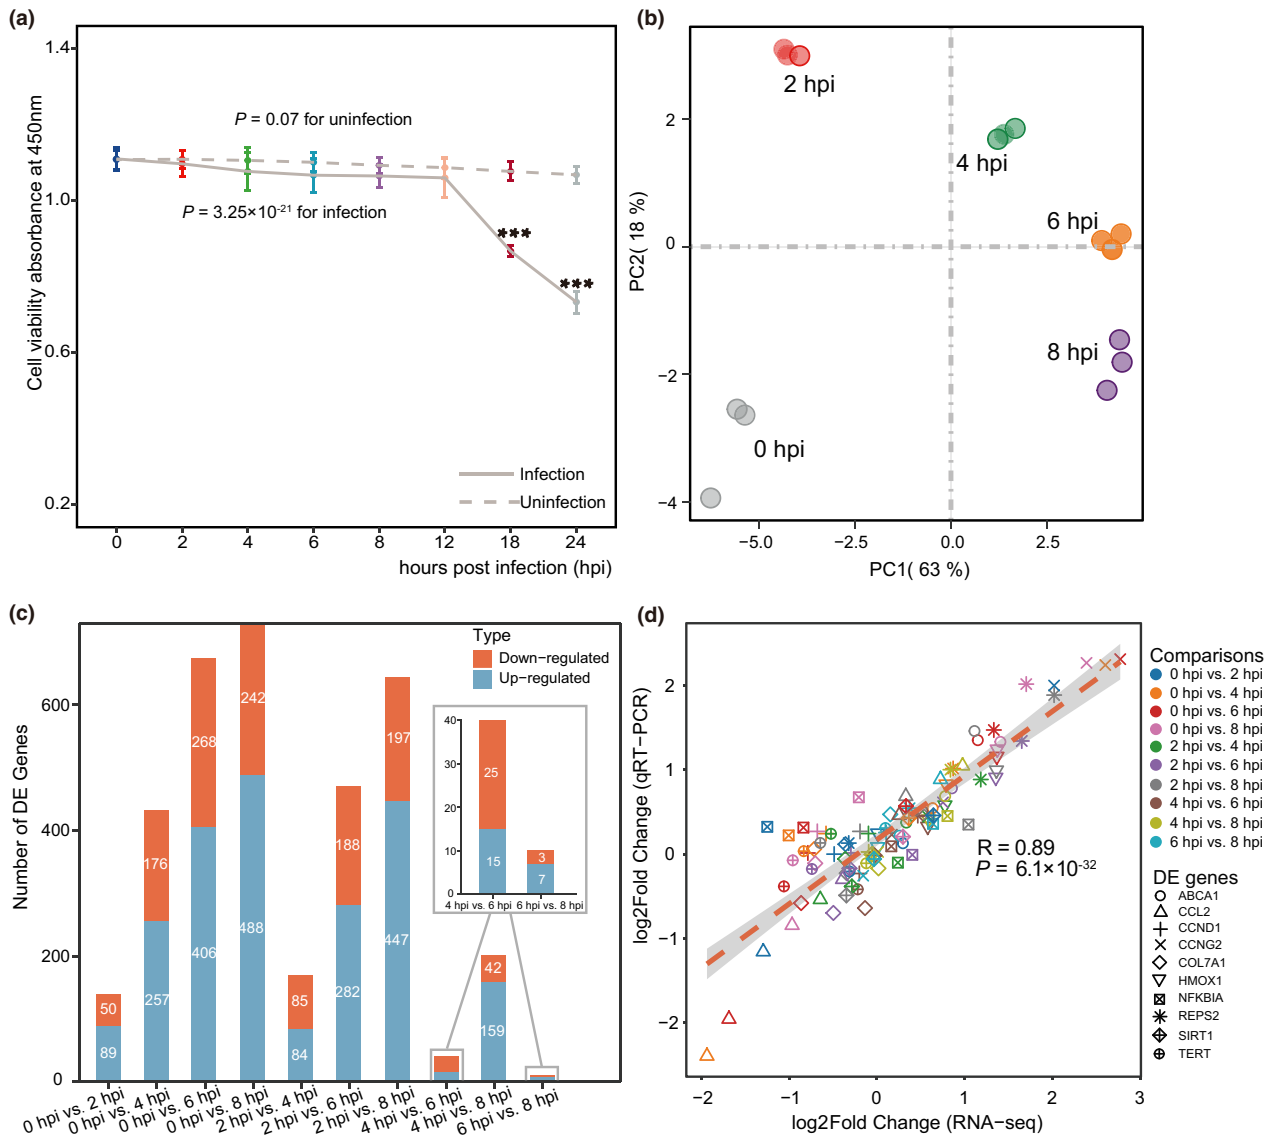 (a)
1.4
1.0
0.6
0.2
Cell viability absorbance at 450nm
P = 0.07 for uninfection
P = 3.25×10-21 for infection
***
***
Infection
Uninfection
0 2 4 6 8 12 18 24
hours post infection (hpi)
(b)
2
0
−2
−4
PC2( 18 %)
2 hpi
4 hpi
6 hpi
8 hpi
0 hpi
−5.0 −2.5 0.0 2.5
PC1( 63 %)
(c)
Number of DE Genes
600
400
200
0
Type
Down−regulated
Up−regulated
50
89
176
257
268
406
242
488
85
84
188
282
197
447
42
159
40
30
20
10
0
25
15
3
7
4 hpi vs. 6 hpi 6 hpi vs. 8 hpi
0 hpi vs. 2 hpi
0 hpi vs. 4 hpi
0 hpi vs. 6 hpi
0 hpi vs. 8 hpi
2 hpi vs. 4 hpi
2 hpi vs. 6 hpi
2 hpi vs. 8 hpi
4 hpi vs. 6 hpi
4 hpi vs. 8 hpi
6 hpi vs. 8 hpi
(d)
log2Fold Change (qRT−PCR)
2
1
0
−1
−2
R = 0.89
P = 6.1×10-32
−2 −1 0 1 2 3
log2Fold Change (RNA−seq)
Comparisons
0 hpi vs. 2 hpi
0 hpi vs. 4 hpi
0 hpi vs. 6 hpi
0 hpi vs. 8 hpi
2 hpi vs. 4 hpi
2 hpi vs. 6 hpi
2 hpi vs. 8 hpi
4 hpi vs. 6 hpi
4 hpi vs. 8 hpi
6 hpi vs. 8 hpi
DE genes
ABCA1
CCL2
CCND1
CCNG2
COL7A1
HMOX1
NFKBIA
REPS2
SIRT1
TERT